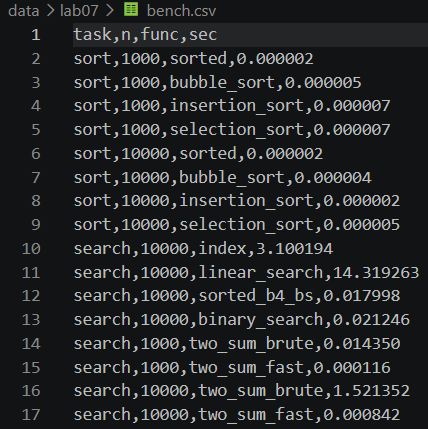 data > lab07 > bench.csv
1 task,n,func,sec
2 sort,1000,sorted,0.000002
3 sort,1000,bubble_sort,0.000005
4 sort,1000,insertion_sort,0.000007
5 sort,1000,selection_sort,0.000007
6 sort,10000,sorted,0.000002
7 sort,10000,bubble_sort,0.000004
8 sort,10000,insertion_sort,0.000002
9 sort,10000,selection_sort,0.000005
10 search,10000,index,3.100194
11 search,10000,linear_search,14.319263
12 search,10000,sorted_b4_bs,0.017998
13 search,10000,binary_search,0.021246
14 search,1000,two_sum_brute,0.014350
15 search,1000,two_sum_fast,0.000116
16 search,10000,two_sum_brute,1.521352
17 search,10000,two_sum_fast,0.000842